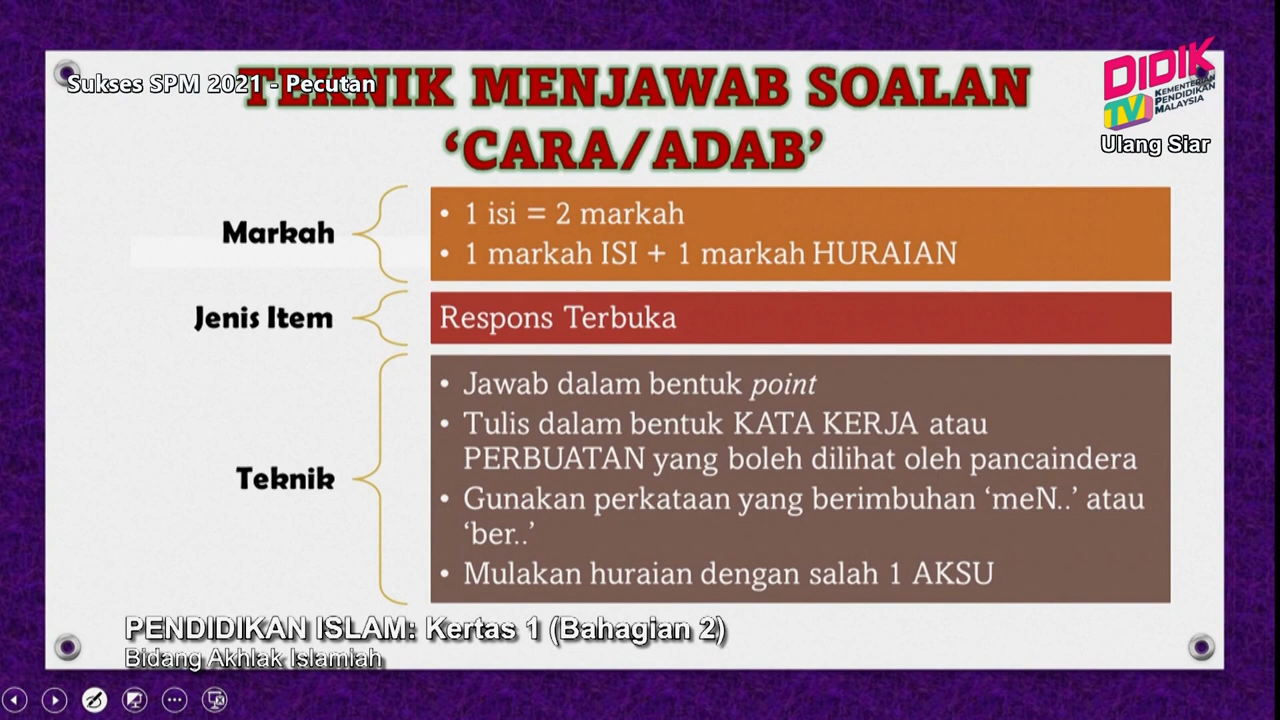 Sukses SPM 2021 - Pecutan
TEKNIK MENJAWAB SOALAN
‘CARA/ADAB’
DIDIK
TV
KEMENTERIAN
PENDIDIKAN
MALAYSIA
Ulang Siar
Markah
• 1 isi = 2 markah
• 1 markah ISI + 1 markah HURAIAN
Jenis Item
Respons Terbuka
Teknik
• Jawab dalam bentuk point
• Tulis dalam bentuk KATA KERJA atau
PERBUATAN yang boleh dilihat oleh pancaindera
• Gunakan perkataan yang berimbuhan ‘meN..’ atau
‘ber..’
• Mulakan huraian dengan salah 1 AKSU
PENDIDIKAN ISLAM: Kertas 1 (Bahagian 2)
Bidang Akhlak Islamiah